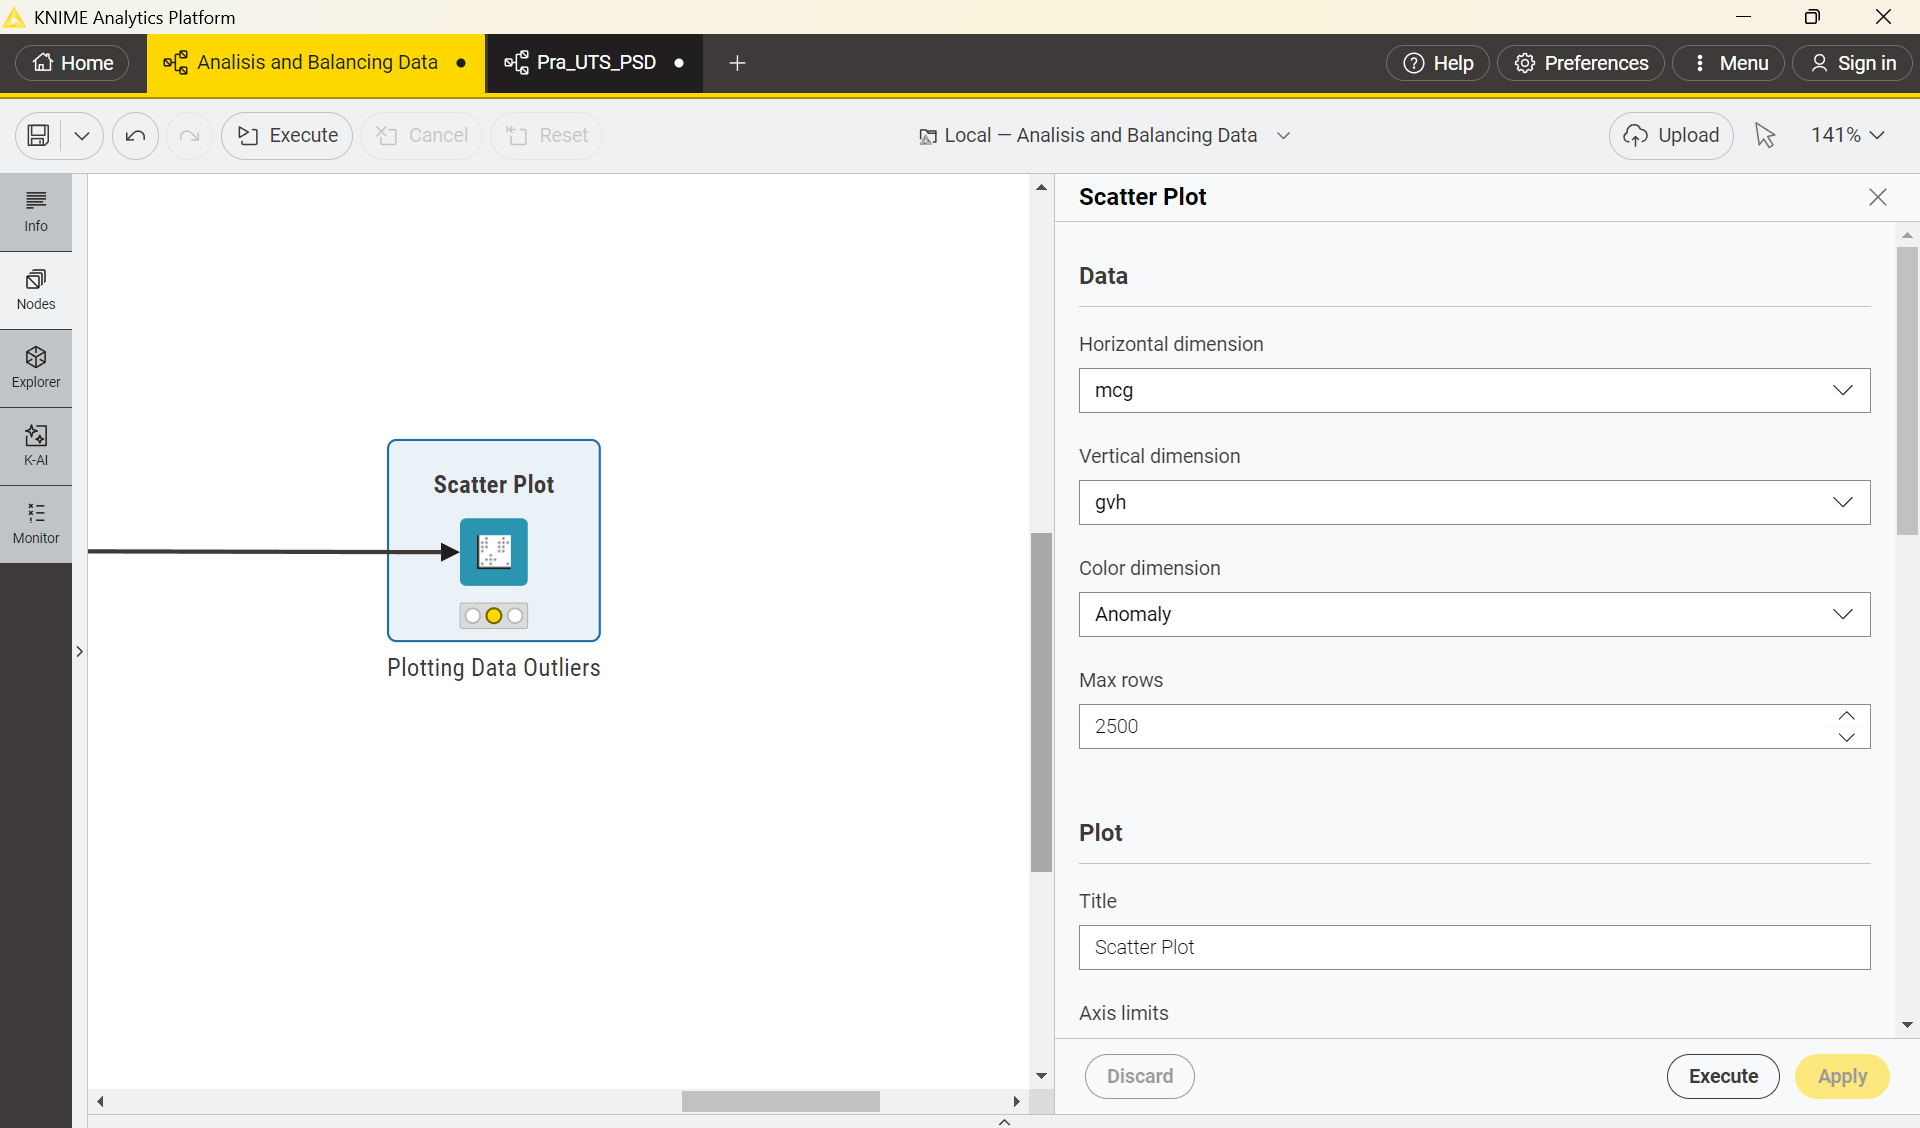 KNIME Analytics Platform
Home
Analisis and Balancing Data
Pra_UTS_PSD
Help
Preferences
Menu
Sign in
Execute
Cancel
Reset
Local — Analisis and Balancing Data
Upload
141%
Info
Nodes
Explorer
K-AI
Monitor
Scatter Plot
Plotting Data Outliers
Scatter Plot
Data
Horizontal dimension
mcg
Vertical dimension
gvh
Color dimension
Anomaly
Max rows
2500
Plot
Title
Scatter Plot
Axis limits
Discard
Execute
Apply